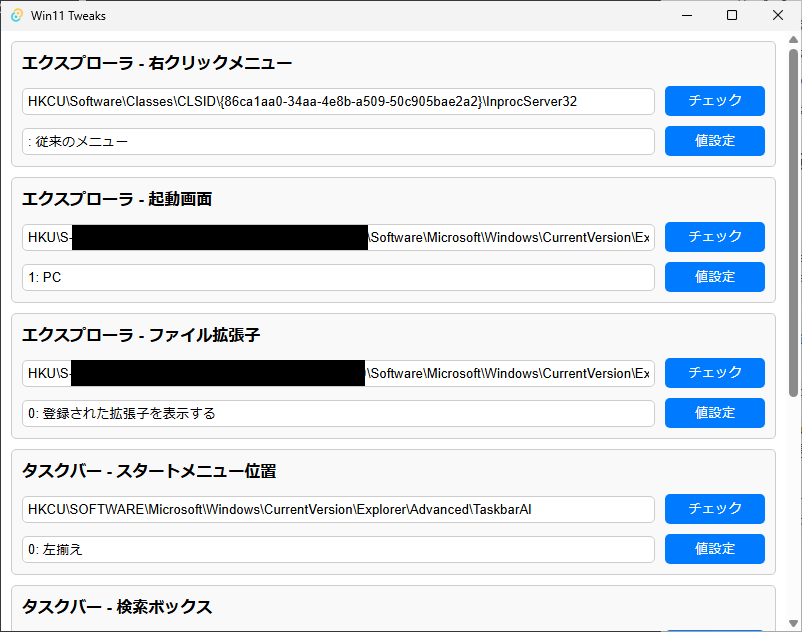 Win11 Tweaks
エクスプローラ - 右クリックメニュー
HKCU\Software\Classes\CLSID\{86ca1aa0-34aa-4e8b-a509-50c905bae2a2}\InprocServer32
チェック
: 従来のメニュー
値設定
エクスプローラ - 起動画面
HKU\S- \Software\Microsoft\Windows\CurrentVersion\Ex
チェック
1: PC
値設定
エクスプローラ - ファイル拡張子
HKU\S- \Software\Microsoft\Windows\CurrentVersion\Ex
チェック
0: 登録された拡張子を表示する
値設定
タスクバー - スタートメニュー位置
HKCU\SOFTWARE\Microsoft\Windows\CurrentVersion\Explorer\Advanced\TaskbarAl
チェック
0: 左揃え
値設定
タスクバー - 検索ボックス